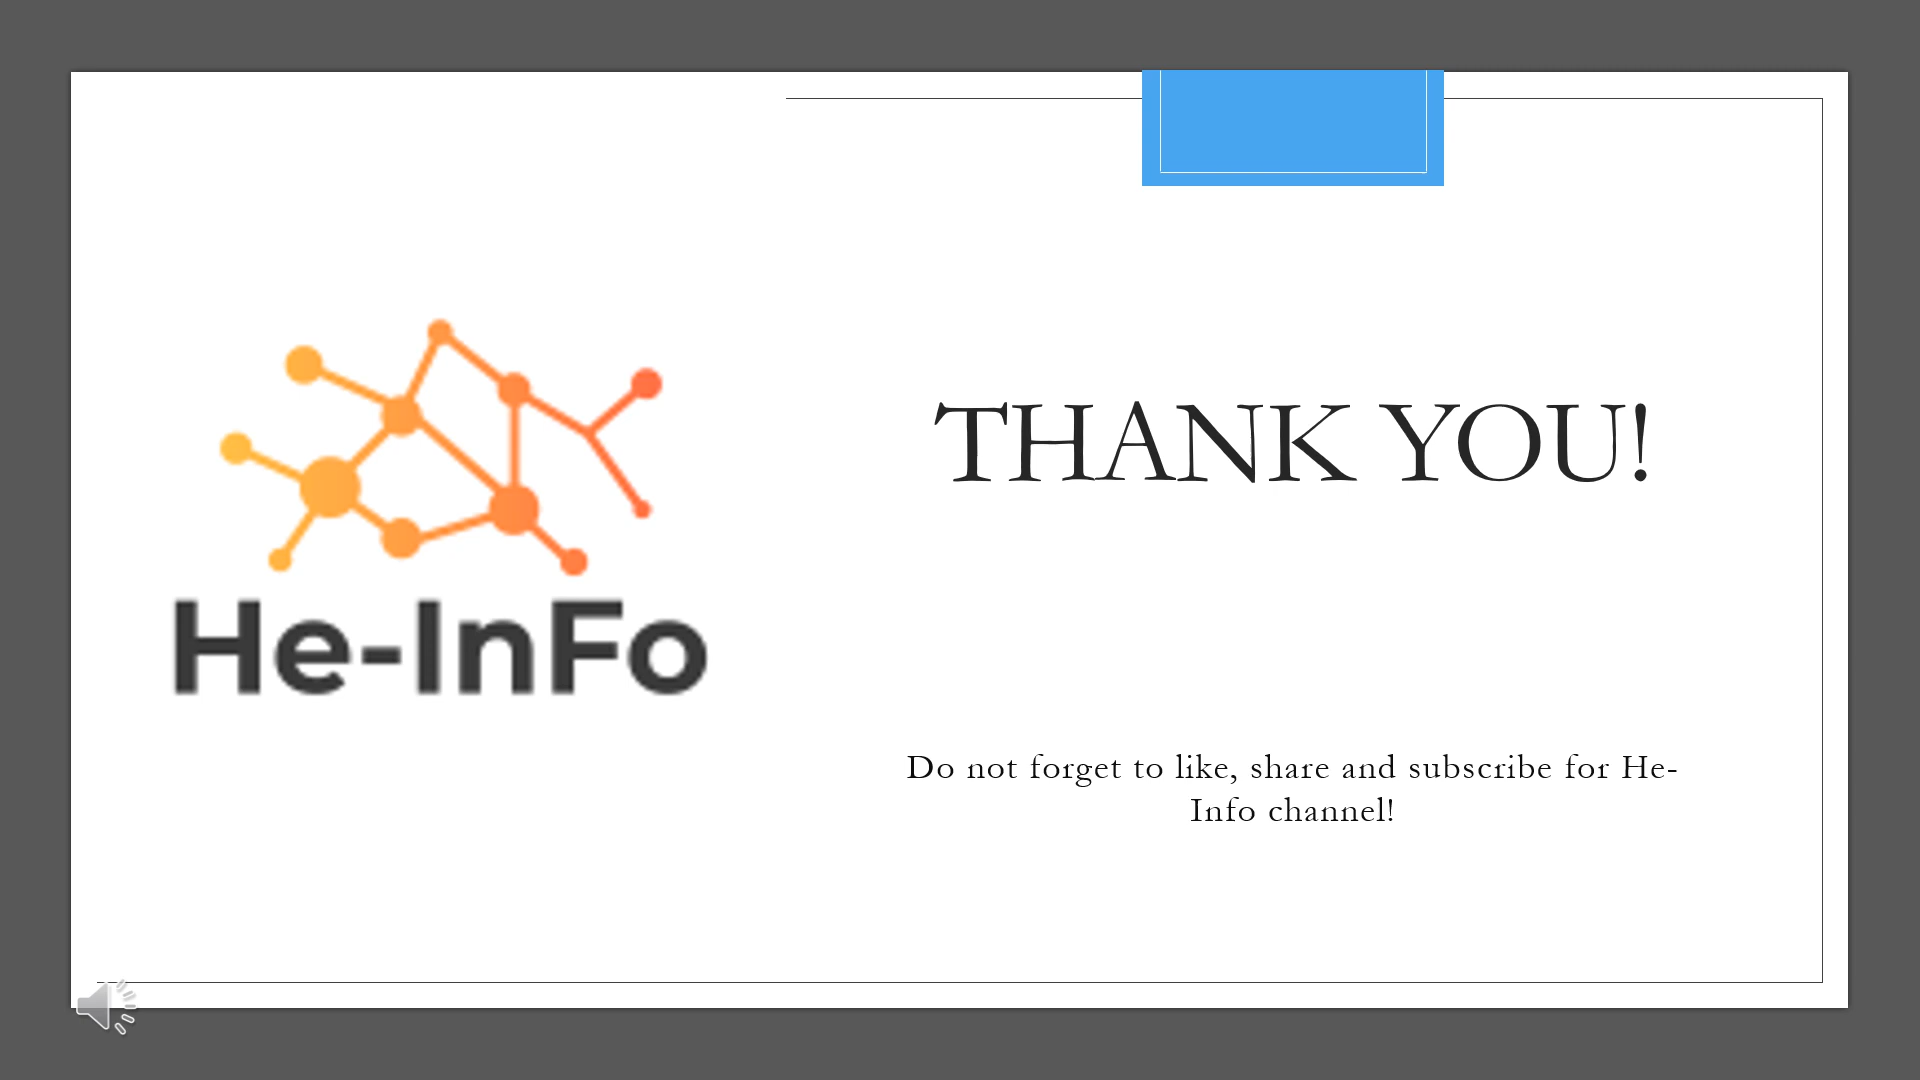 He-InFo
THANK YOU!
Do not forget to like, share and subscribe for He-
Info channel!